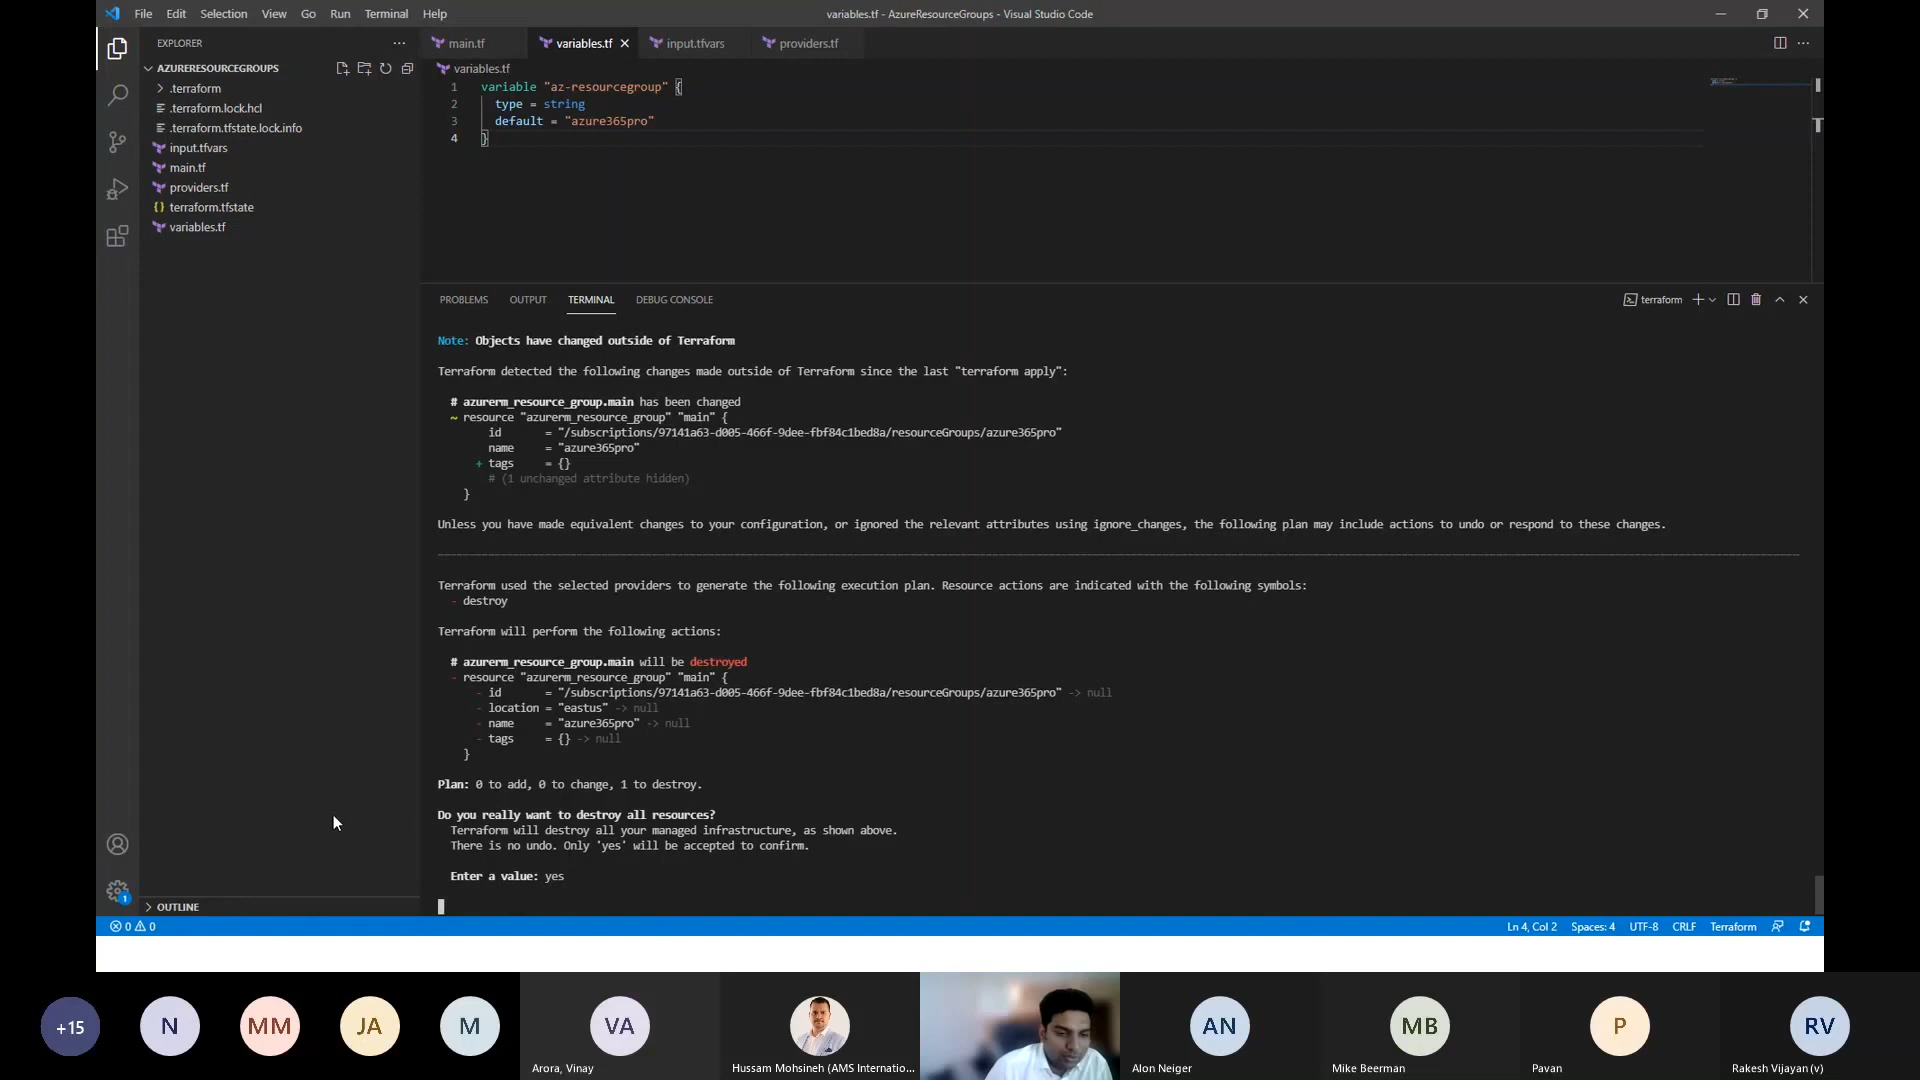 File Edit Selection View Go Run Terminal Help
variables.tf - AzureResourceGroups - Visual Studio Code
EXPLORER
AZURERESOURCEGROUPS
.terraform
.terraform.lock.hcl
.terraform.tfstate.lock.info
input.tfvars
main.tf
providers.tf
terraform.tfstate
variables.tf
OUTLINE
main.tf variables.tf input.tfvars providers.tf
variables.tf
1 variable "az-resourcegroup" {
2 type = string
3 default = "azure365pro"
4 }
PROBLEMS OUTPUT TERMINAL DEBUG CONSOLE
terraform
Note: Objects have changed outside of Terraform
Terraform detected the following changes made outside of Terraform since the last "terraform apply":
# azurerm_resource_group.main has been changed
~ resource "azurerm_resource_group" "main" {
id = "/subscriptions/97141a63-d005-466f-9dee-fbf84c1bed8a/resourceGroups/azure365pro"
name = "azure365pro"
+ tags = {}
# (1 unchanged attribute hidden)
}
Unless you have made equivalent changes to your configuration, or ignored the relevant attributes using ignore_changes, the following plan may include actions to undo or respond to these changes.
Terraform used the selected providers to generate the following execution plan. Resource actions are indicated with the following symbols:
- destroy
Terraform will perform the following actions:
# azurerm_resource_group.main will be destroyed
- resource "azurerm_resource_group" "main" {
- id = "/subscriptions/97141a63-d005-466f-9dee-fbf84c1bed8a/resourceGroups/azure365pro" -> null
- location = "eastus" -> null
- name = "azure365pro" -> null
- tags = {} -> null
}
Plan: 0 to add, 0 to change, 1 to destroy.
Do you really want to destroy all resources?
Terraform will destroy all your managed infrastructure, as shown above.
There is no undo. Only 'yes' will be accepted to confirm.
Enter a value: yes
1
0 0
Ln 4, Col 2 Spaces: 4 UTF-8 CRLF Terraform
+15 N MM JA M VA AN MB P RV
Arora, Vinay
Hussam Mohsineh (AMS Internatio...
Alon Neiger
Mike Beerman
Pavan
Rakesh Vijayan (v)